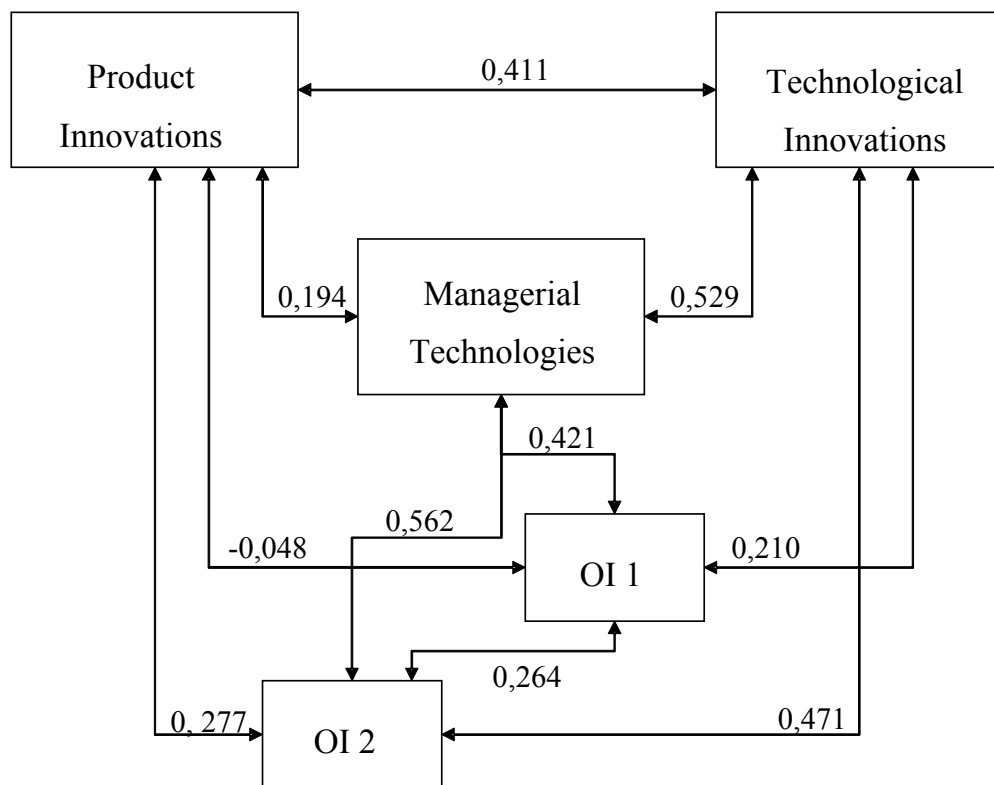 Product
Innovations
0,411
Technological
Innovations
0,194
Managerial
Technologies
0,529
0,421
0,562
-0,048
OI 1
0,210
0,264
0, 277
OI 2
0,471